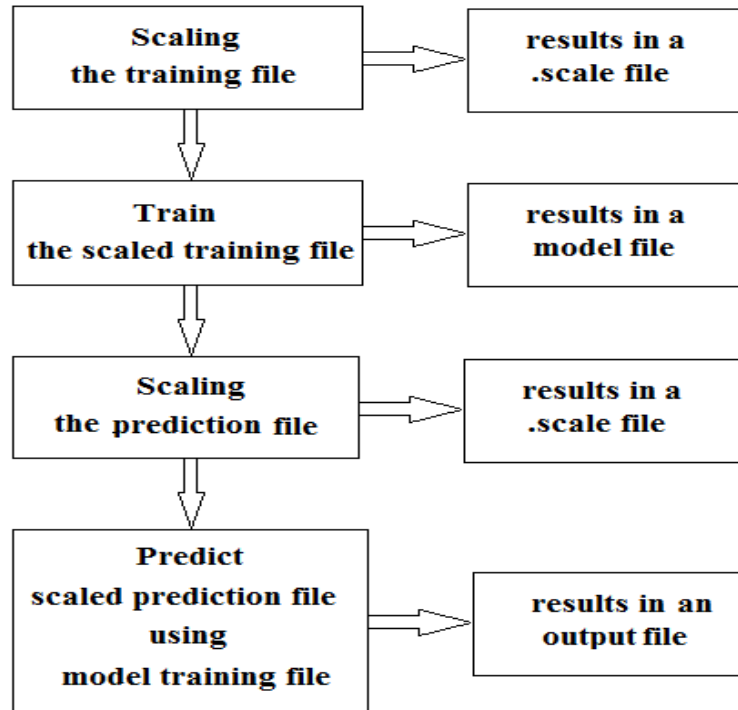 Scaling
the training file
results in a
.scale file
Train
the scaled training file
results in a
model file
Scaling
the prediction file
results in a
.scale file
Predict
scaled prediction file
using
model training file
results in an
output file